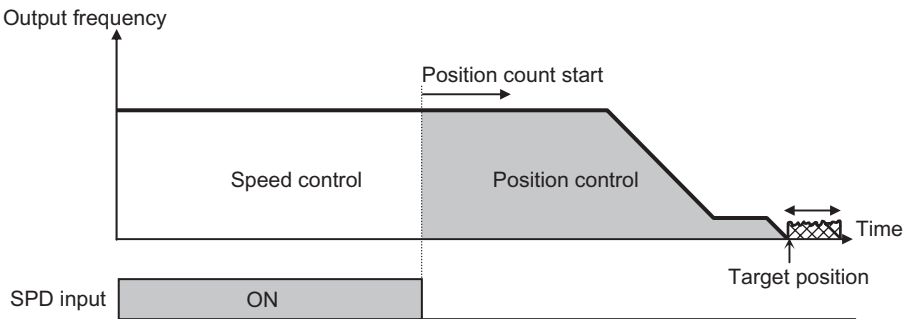 Output frequency
Position count start
Speed control
Position control
Time
Target position
SPD input
ON